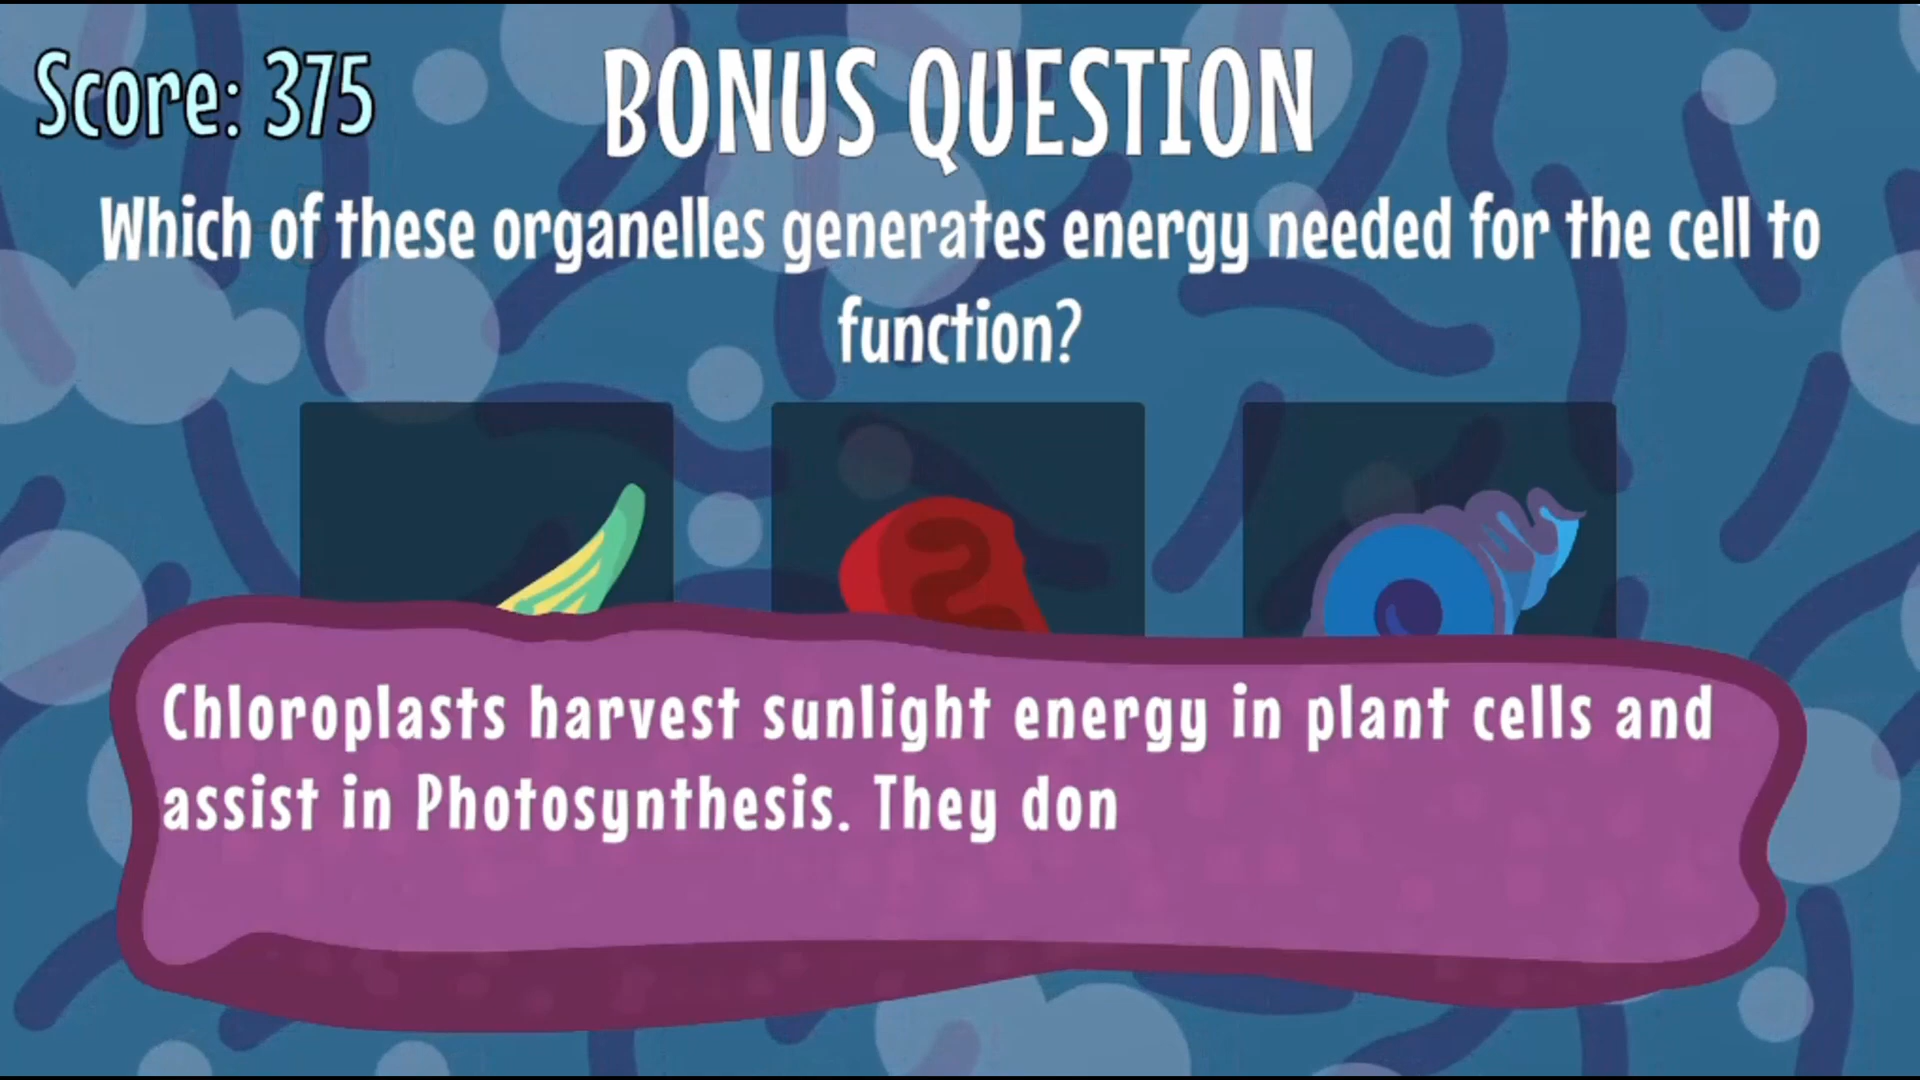 Score: 375
BONUS QUESTION
Which of these organelles generates energy needed for the cell to
function?
Chloroplasts harvest sunlight energy in plant cells and
assist in Photosynthesis. They don